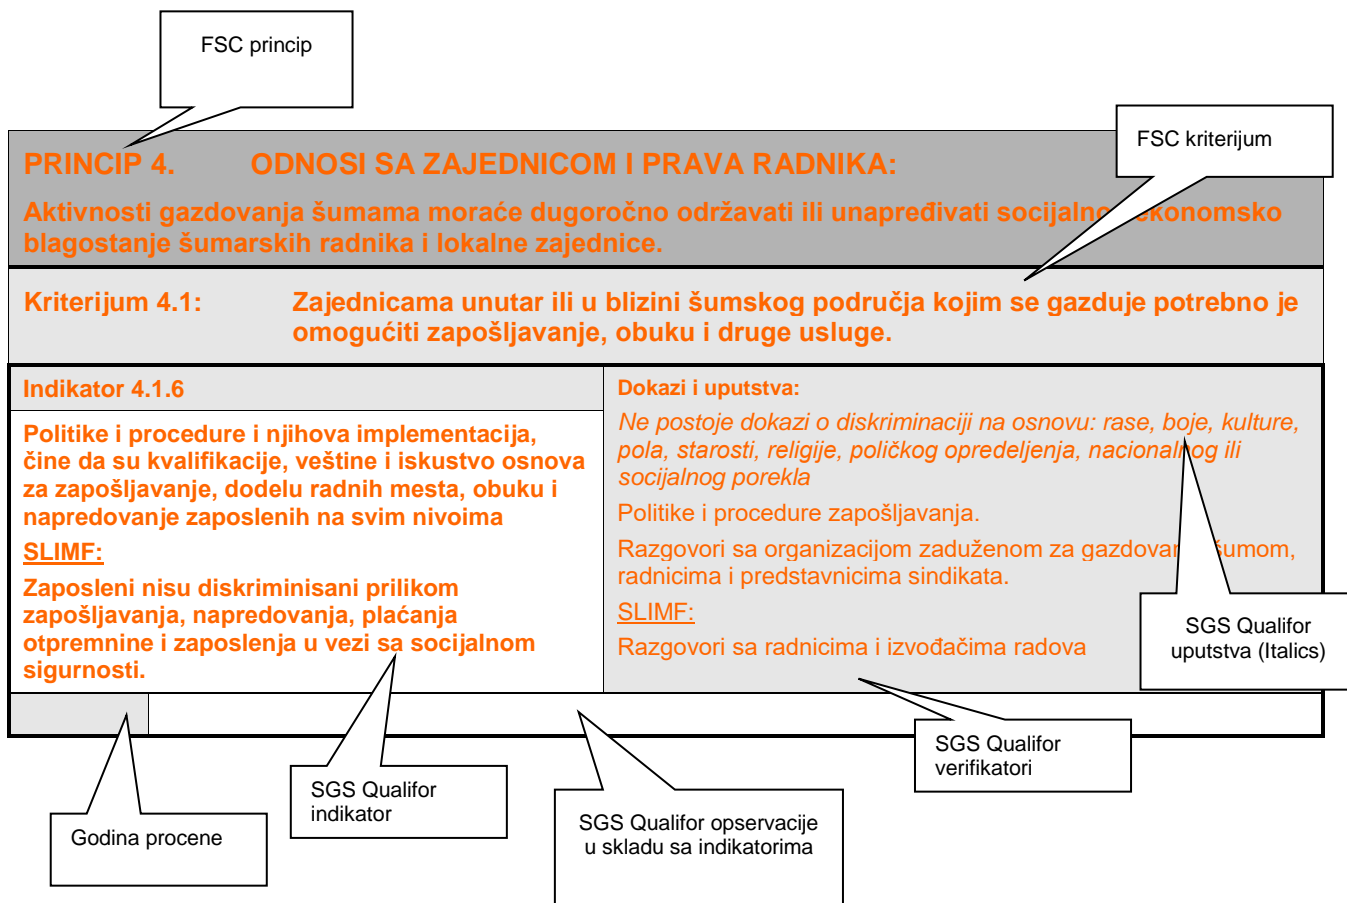 FSC princip
FSC kriterijum
PRINCIP 4. ODNOSI SA ZAJEDNICOM I PRAVA RADNIKA:
Aktivnosti gazdovanja šumama moraće dugoročno održavati ili unapređivati socijalno ekonomsko
blagostanje šumarskih radnika i lokalne zajednice.
Kriterijum 4.1: Zajednicama unutar ili u blizini šumskog područja kojim se gazduje potrebno je
omogućiti zapošljavanje, obuku i druge usluge.
Indikator 4.1.6
Politike i procedure i njihova implementacija,
čine da su kvalifikacije, veštine i iskustvo osnova
za zapošljavanje, dodelu radnih mesta, obuku i
napredovanje zaposlenih na svim nivoima
SLIMF:
Zaposleni nisu diskriminisani prilikom
zapošljavanja, napredovanja, plaćanja
otpremnine i zaposlenja u vezi sa socijalnom
sigurnosti.
Dokazi i uputstva:
Ne postoje dokazi o diskriminaciji na osnovu: rase, boje, kulture,
pola, starosti, religije, poličkog opredeljenja, nacionalnog ili
socijalnog porekla
Politike i procedure zapošljavanja.
Razgovori sa organizacijom zaduženom za gazdovanje šumom,
radnicima i predstavnicima sindikata.
SLIMF:
Razgovori sa radnicima i izvođačima radova
SGS Qualifor
uputstva (Italics)
SGS Qualifor
verifikatori
SGS Qualifor
indikator
SGS Qualifor opservacije
u skladu sa indikatorima
Godina procene